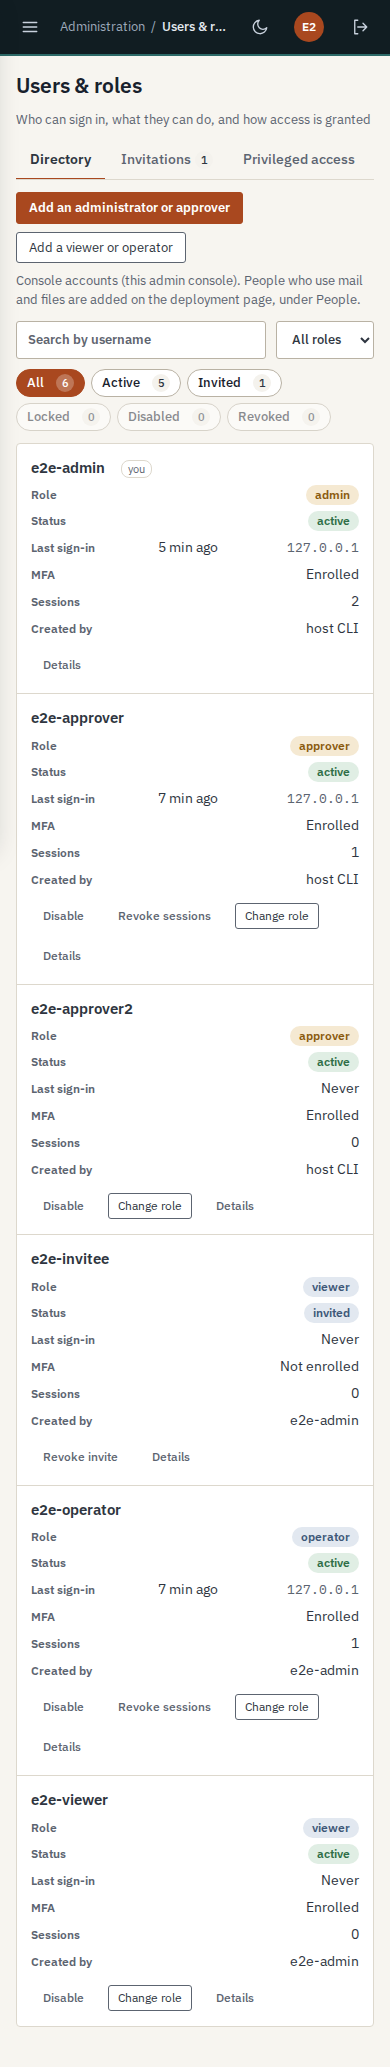 Administration / Users & r... E2
Users & roles
Who can sign in, what they can do, and how access is granted
Directory Invitations 1 Privileged access
Add an administrator or approver
Add a viewer or operator
Console accounts (this admin console). People who use mail
and files are added on the deployment page, under People.
Search by username All roles
All 6 Active 5 Invited 1
Locked 0 Disabled 0 Revoked 0
e2e-admin you
Role admin
Status active
Last sign-in 5 min ago 127.0.0.1
MFA Enrolled
Sessions 2
Created by host CLI
Details
e2e-approver
Role approver
Status active
Last sign-in 7 min ago 127.0.0.1
MFA Enrolled
Sessions 1
Created by host CLI
Disable Revoke sessions Change role
Details
e2e-approver2
Role approver
Status active
Last sign-in Never
MFA Enrolled
Sessions 0
Created by host CLI
Disable Change role Details
e2e-invitee
Role viewer
Status invited
Last sign-in Never
MFA Not enrolled
Sessions 0
Created by e2e-admin
Revoke invite Details
e2e-operator
Role operator
Status active
Last sign-in 7 min ago 127.0.0.1
MFA Enrolled
Sessions 1
Created by e2e-admin
Disable Revoke sessions Change role
Details
e2e-viewer
Role viewer
Status active
Last sign-in Never
MFA Enrolled
Sessions 0
Created by e2e-admin
Disable Change role Details